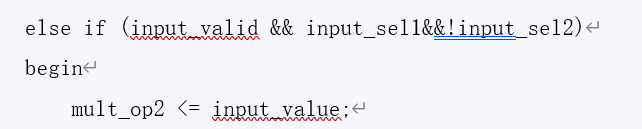 else if (input_valid && input_sel1&&!input_sel2)↵
begin↵
mult_op2 <= input_value;↵